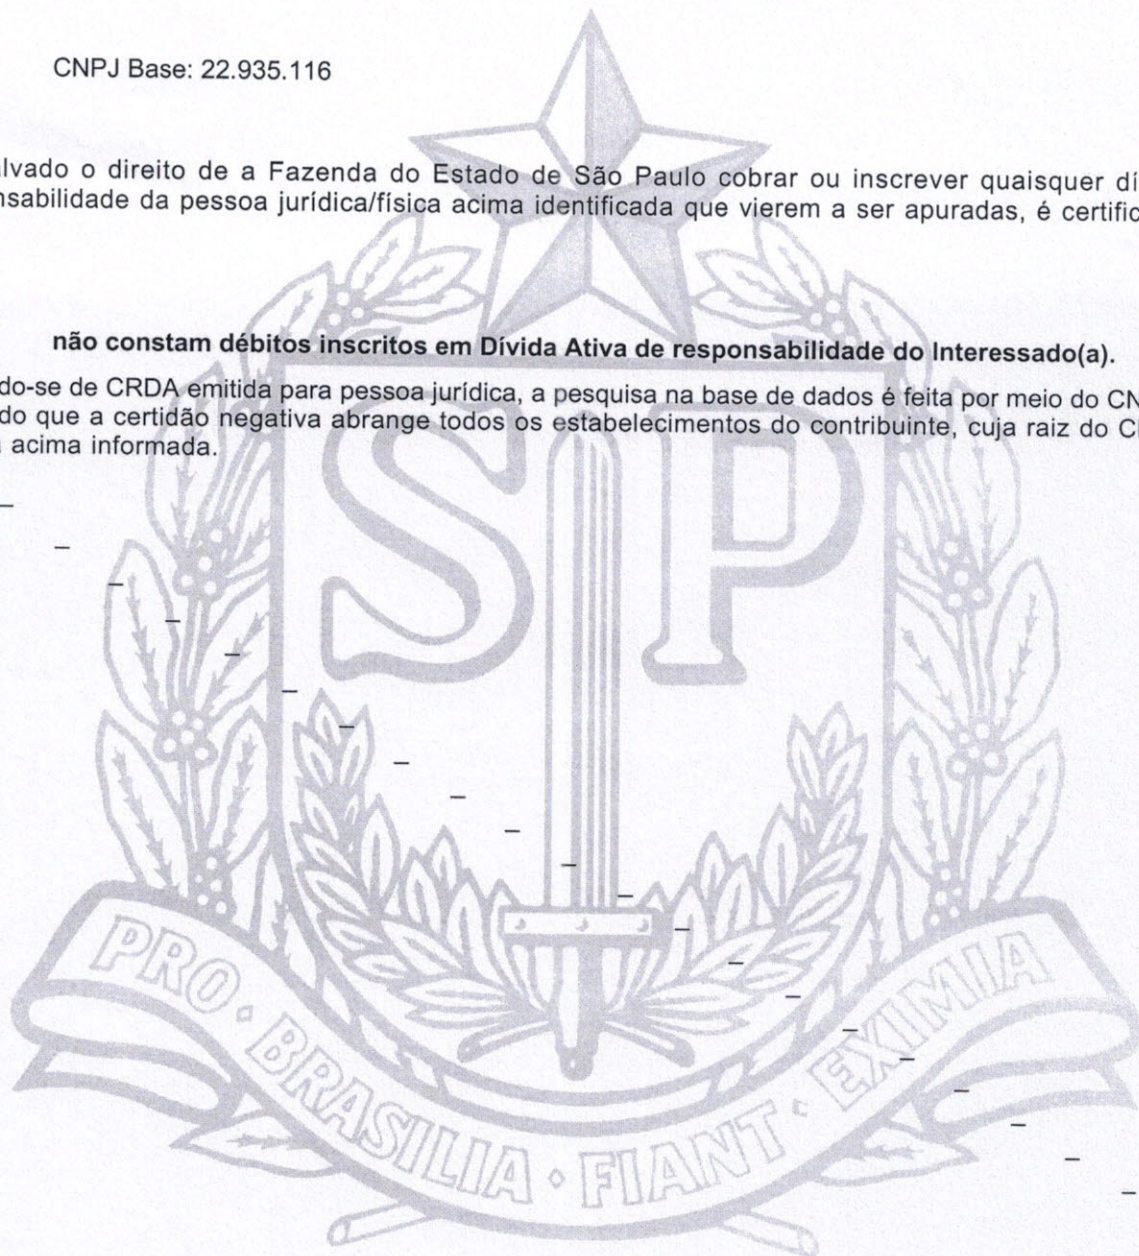 CNPJ Base: 22.935.116
lvado o direito de a Fazenda do Estado de São Paulo cobrar ou inscrever quaisquer dí
nsabilidade da pessoa jurídica/física acima identificada que vierem a ser apuradas, é certific
não constam débitos inscritos em Dívida Ativa de responsabilidade do Interessado(a).
do-se de CRDA emitida para pessoa jurídica, a pesquisa na base de dados é feita por meio do CN
do que a certidão negativa abrange todos os estabelecimentos do contribuinte, cuja raiz do C
acima informada.
SP
PRO · BRASILIA · FIANT · EXIMIA